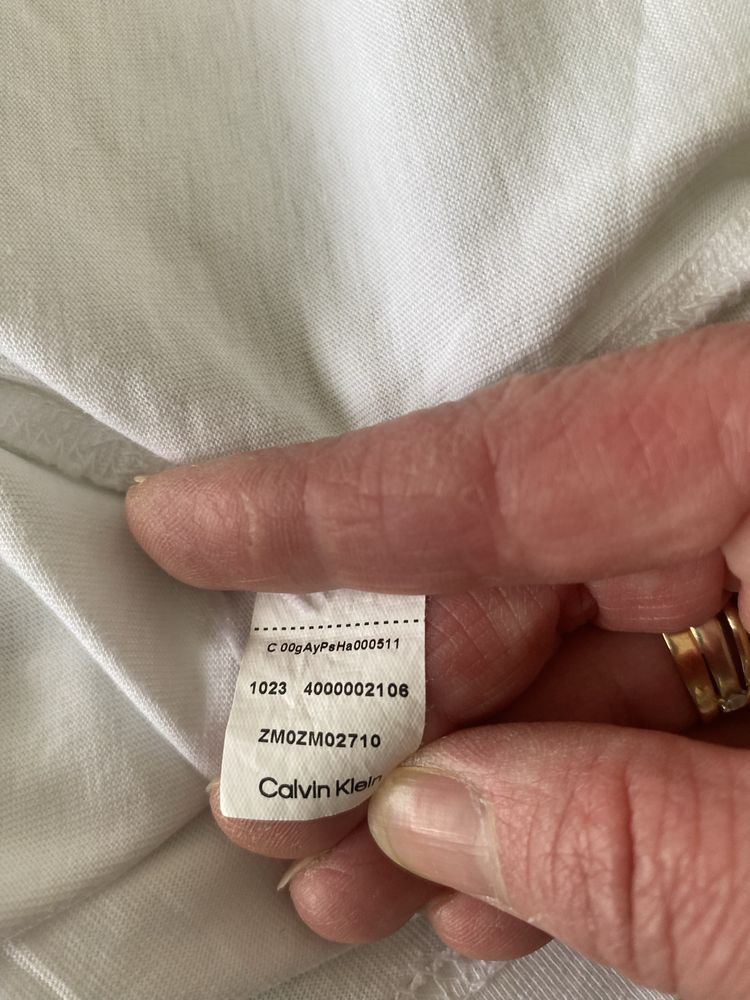 C 00gAyPsHa000511
1023 4000002106
ZM0ZM02710
Calvin Klein